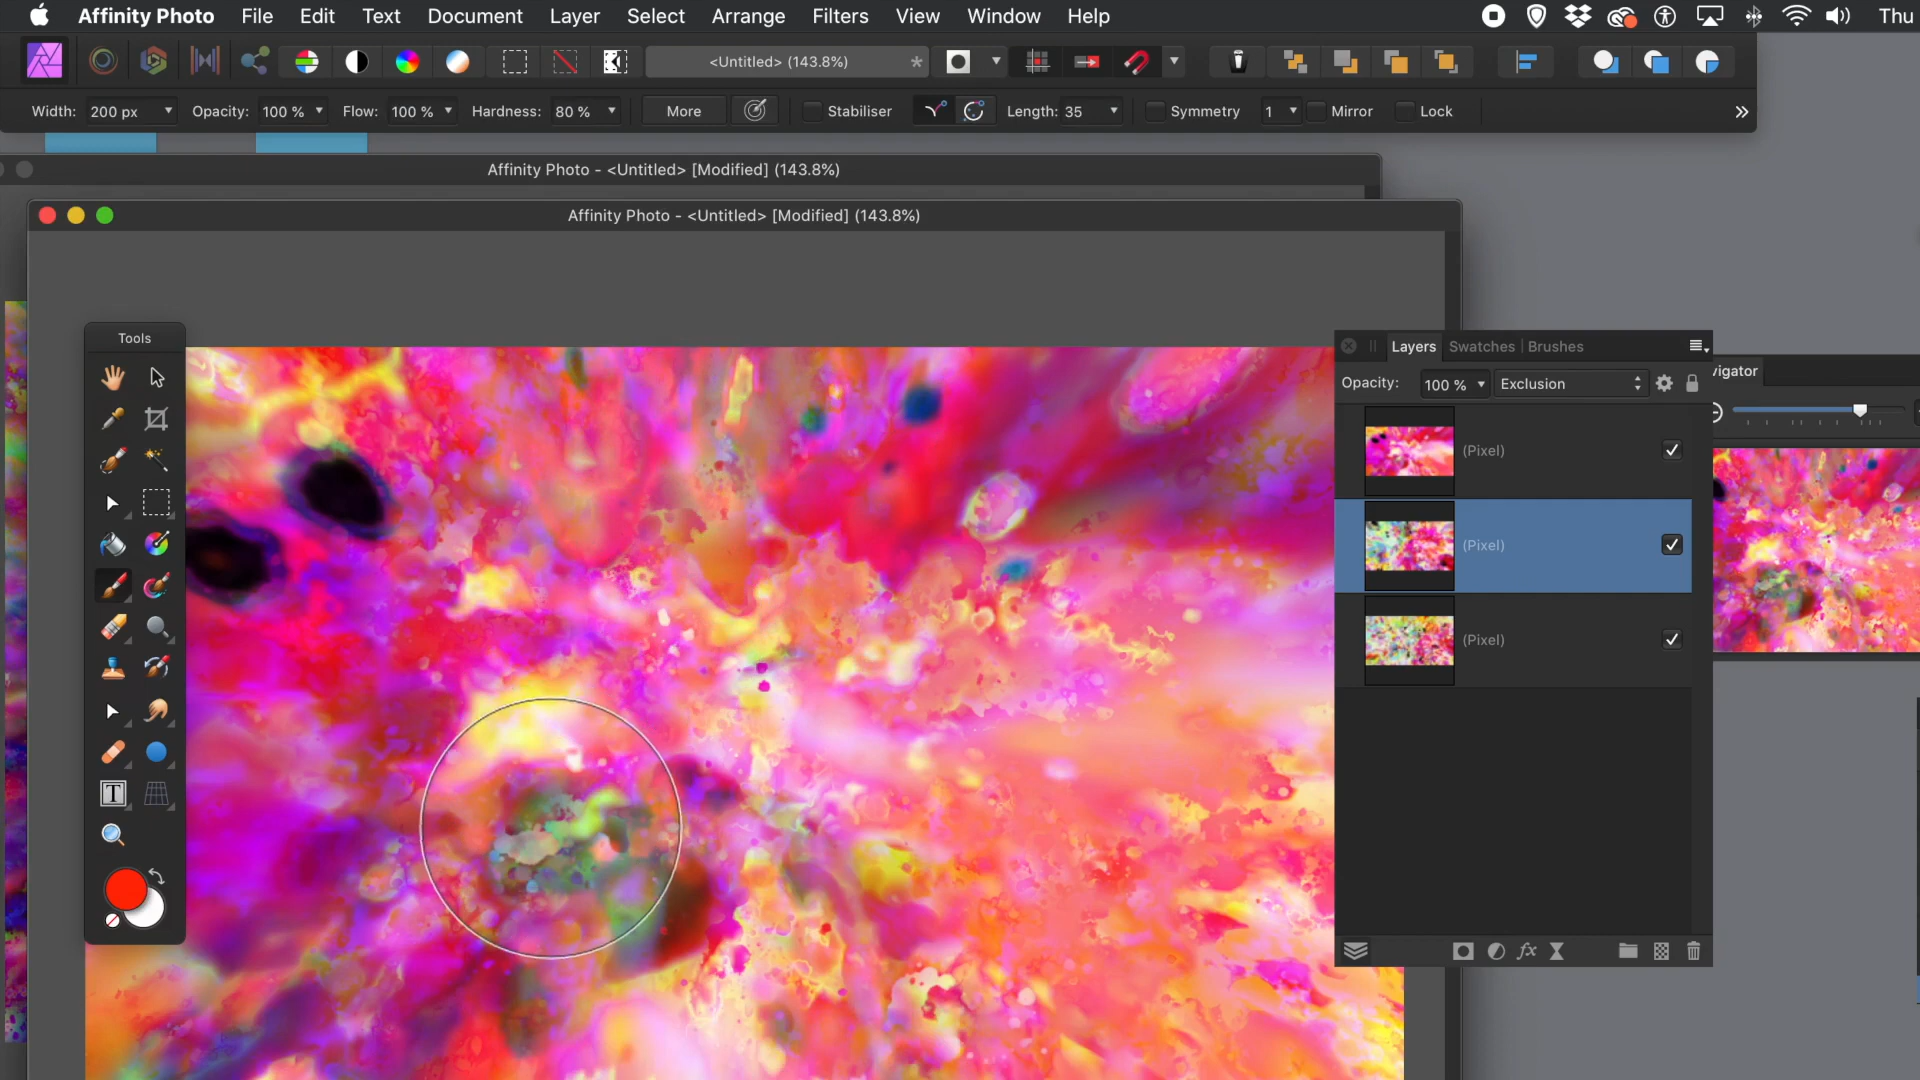 Affinity Photo File Edit Text Document Layer Select Arrange Filters View Window Help Thu
<Untitled> (143.8%) *
Width: 200 px Opacity: 100 % Flow: 100 % Hardness: 80 % More Stabiliser Length: 35 Symmetry 1 Mirror Lock
Affinity Photo - <Untitled> [Modified] (143.8%)
Affinity Photo - <Untitled> [Modified] (143.8%)
Tools
T
Layers Swatches Brushes
vigator
Opacity: 100 % Exclusion
(Pixel)
(Pixel)
(Pixel)
fx